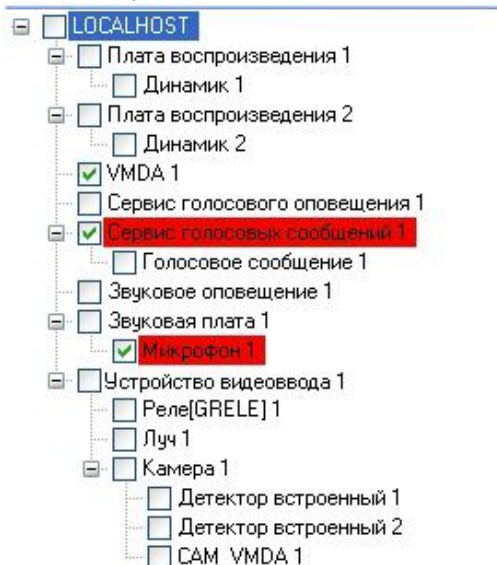 LOCALHOST
Плата воспроизведения 1
Динамик 1
Плата воспроизведения 2
Динамик 2
VMDA 1
Сервис голосового оповещения 1
Сервис голосовых сообщений 1
Голосовое сообщение 1
Звуковое оповещение 1
Звуковая плата 1
Микрофон 1
Устройство видеоввода 1
Реле[GRELE] 1
Луч 1
Камера 1
Детектор встроенный 1
Детектор встроенный 2
CAM_VMDA 1